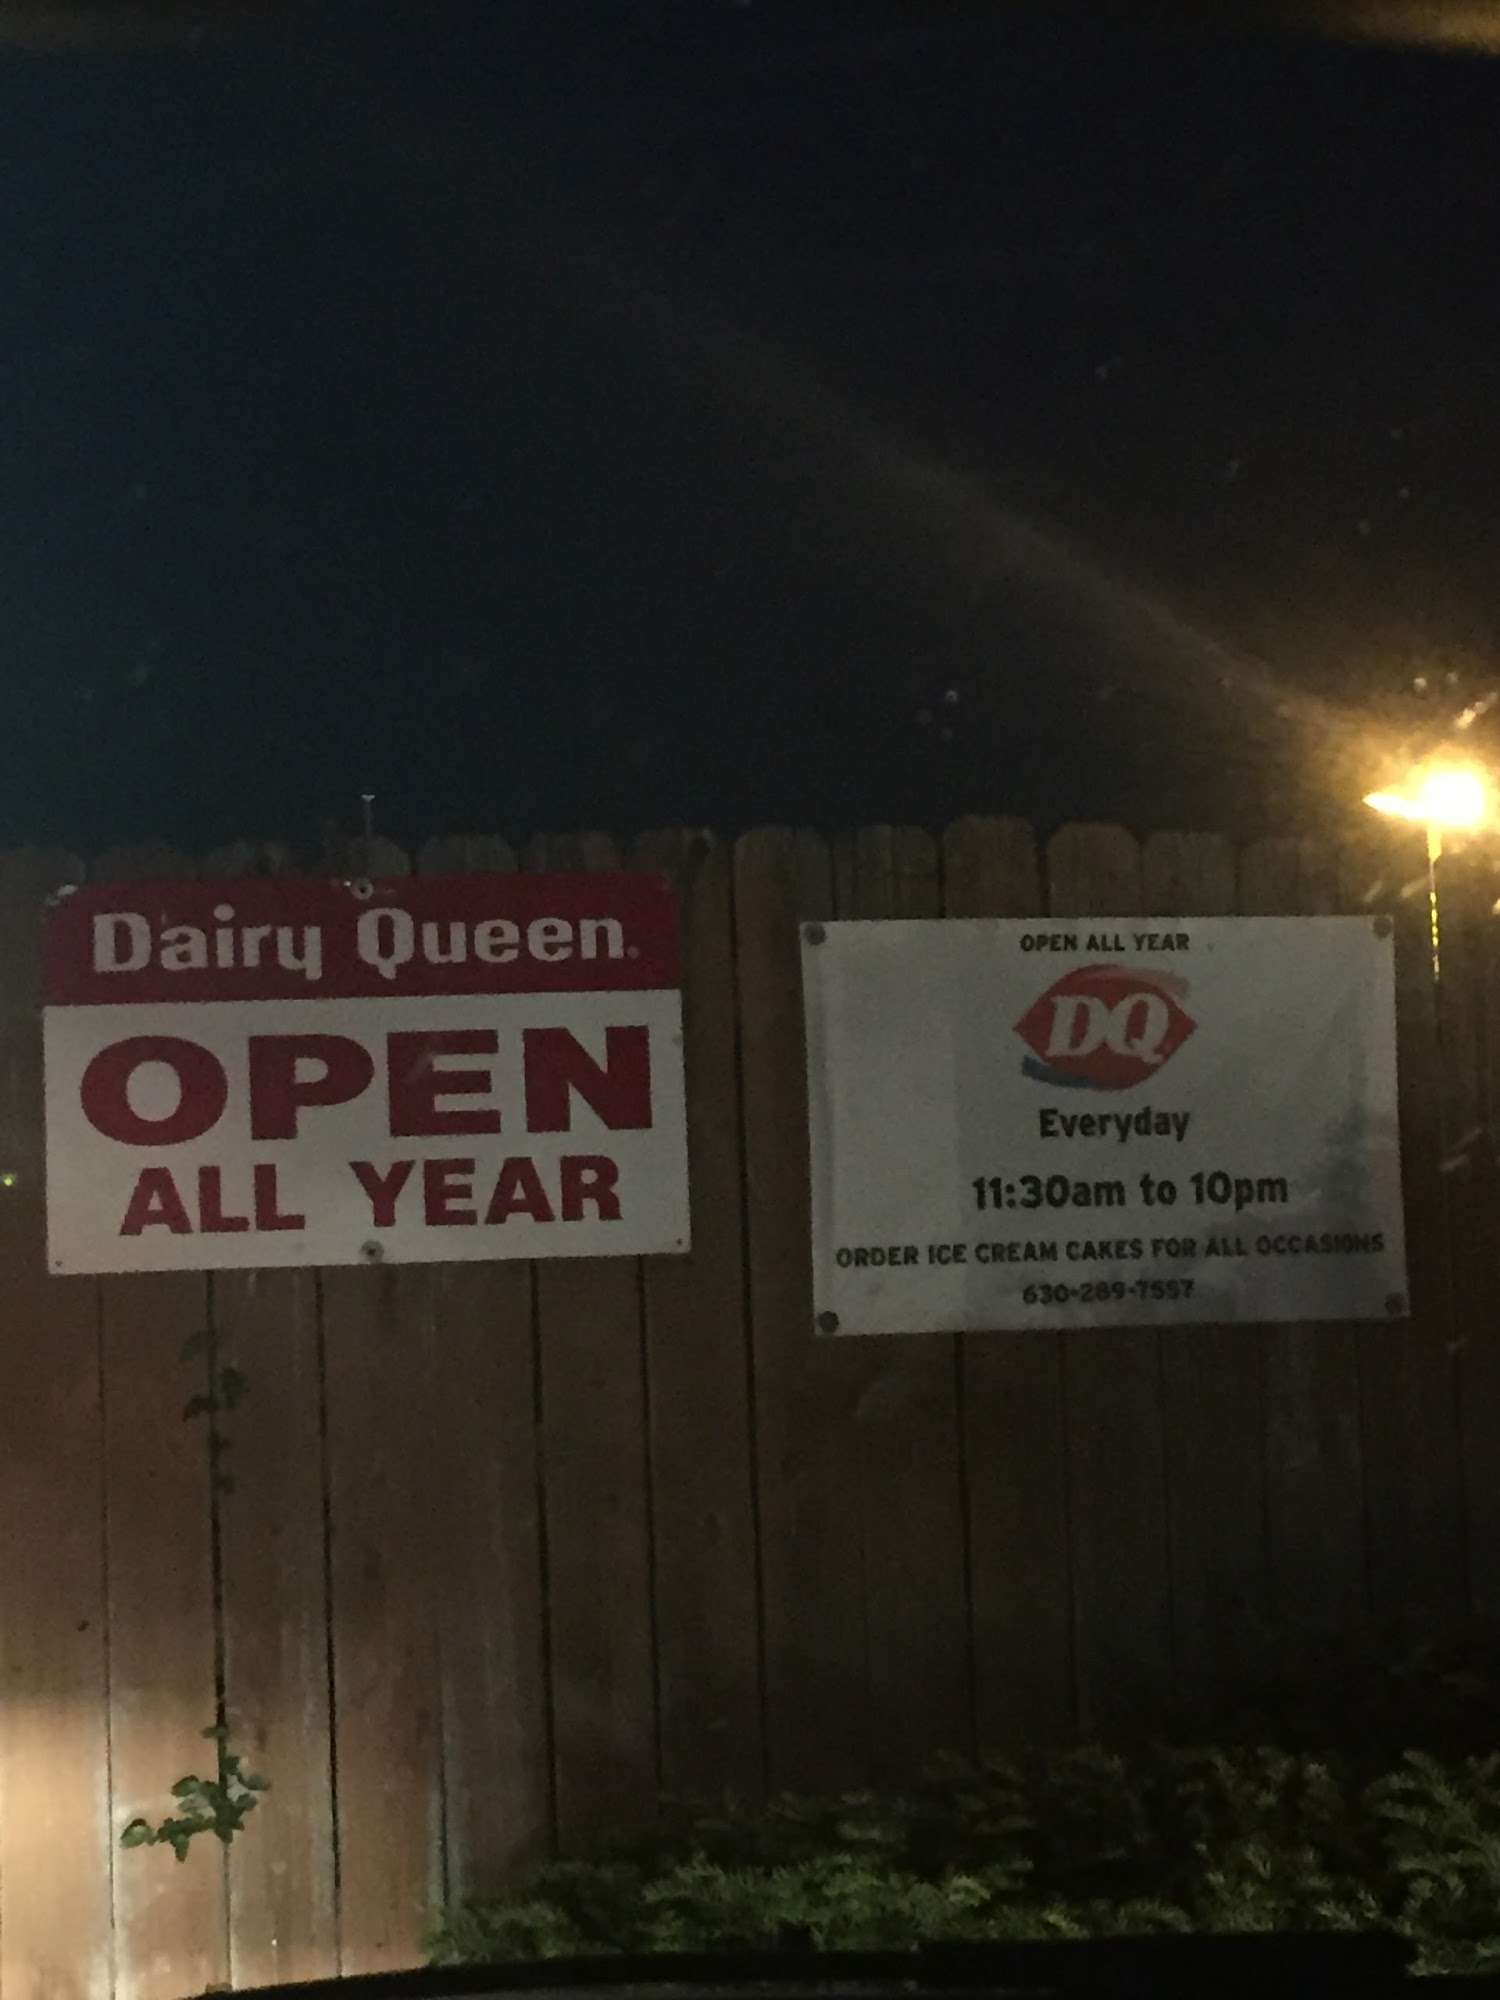 Dairy Queen.
OPEN
ALL YEAR
OPEN ALL YEAR
DQ
Everyday
11:30am to 10pm
ORDER ICE CREAM CAKES FOR ALL OCCASIONS
630-289-7557